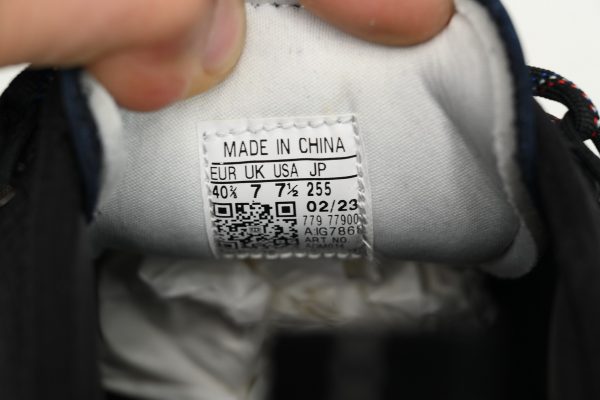 MADE IN CHINA
EUR UK USA JP
40⅔ 7 7½ 255
02/23
779 77900
ART NO